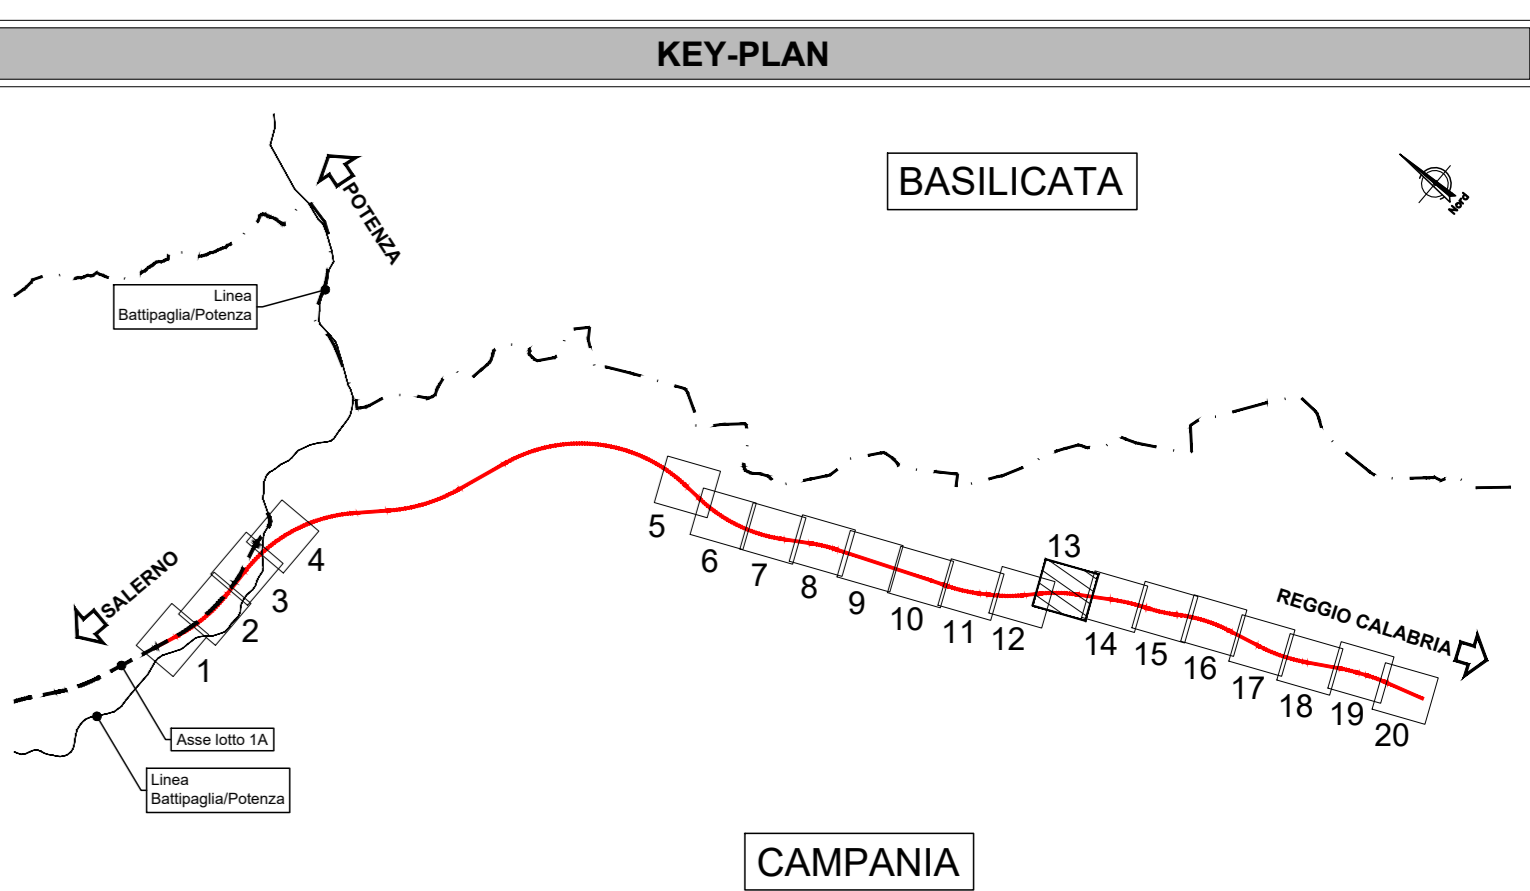 KEY-PLAN
BASILICATA
Nord
POTENZA
Linea
Battipaglia/Potenza
SALERNO
1
2
3
4
5
6
7
8
9
10
11
12
13
14
15
16
17
18
19
20
REGGIO CALABRIA
Asse lotto 1A
Linea
Battipaglia/Potenza
CAMPANIA